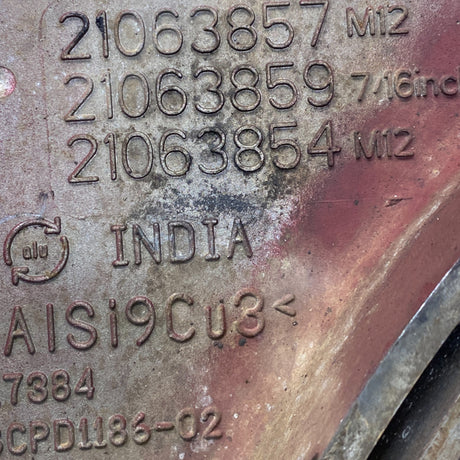 21063857 M12
21063859 7/16inc
21063854 M12
alu INDIA
AlSi9Cu3<
7384
CPD1186-02